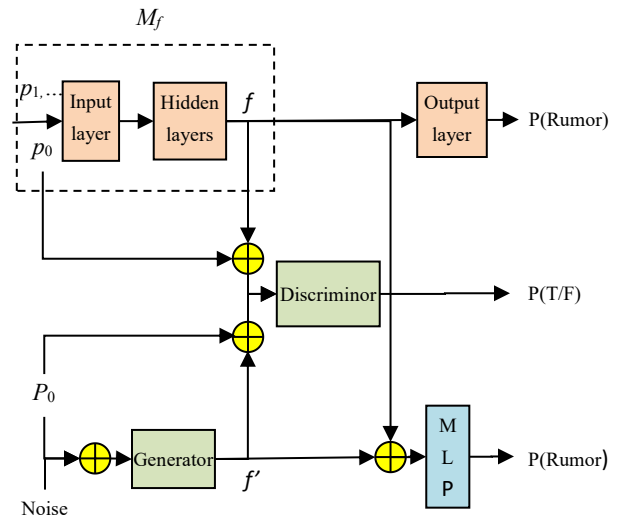 M_f
p_1, ...
Input layer
Hidden layers
f
Output layer
P(Rumor)
p_0
Discriminor
P(T/F)
P_0
Generator
f'
M
L
P
P(Rumor)
Noise